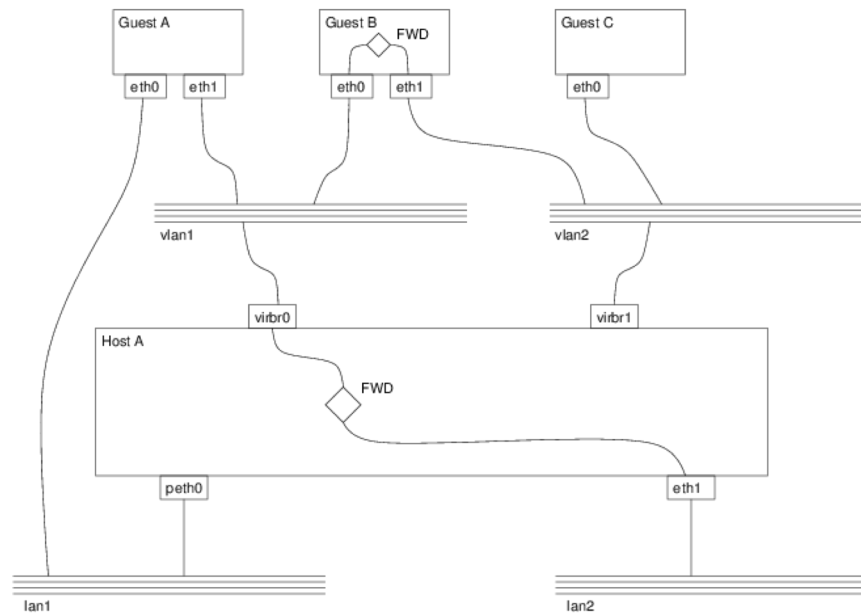 Guest A
Guest B
FWD
Guest C
eth0
eth1
eth0
eth1
eth0
vlan1
vlan2
virbr0
virbr1
Host A
FWD
peth0
eth1
lan1
lan2